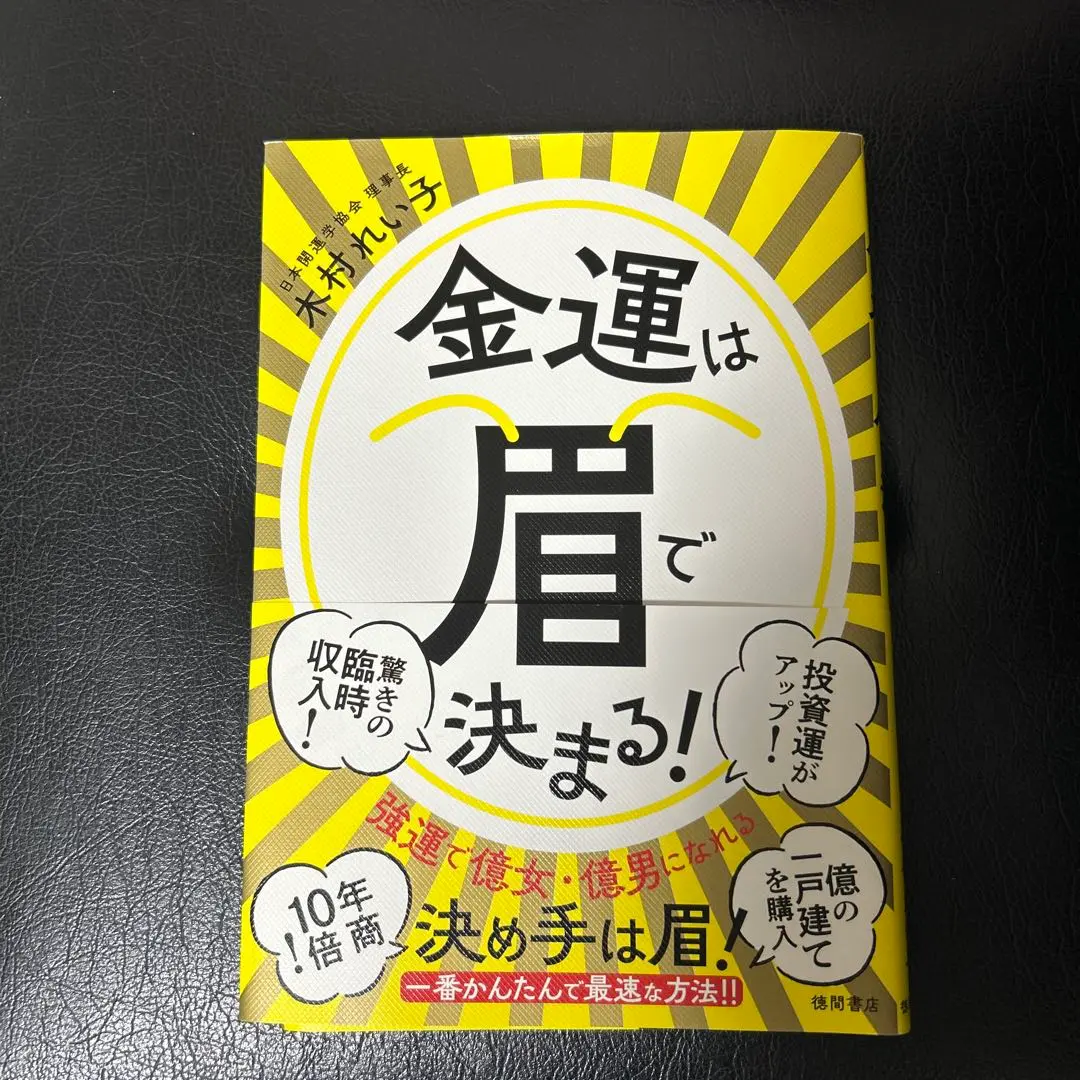 日本開運学協会 理事長
木村れい子
金運は
眉で
決まる!
驚きの
臨時
収入!
投資運が
アップ!
強運で億女・億男になれる
年商
10倍!
決め手は眉!
一億の
一戸建て
を購入
一番かんたんで最速な方法!!
徳間書店